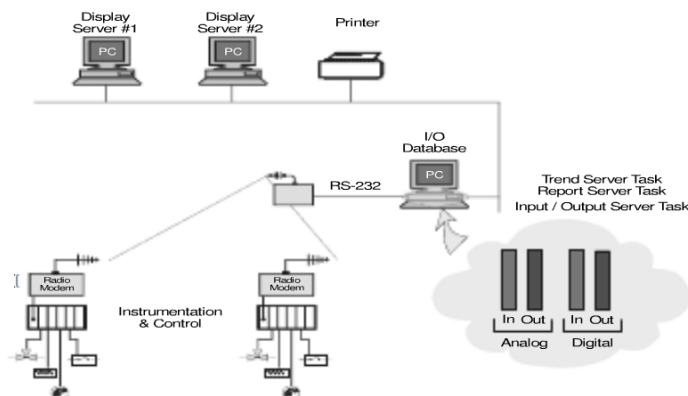 Display
Server #1
Display
Server #2
Printer
PC
PC
I/O
Database
PC
RS-232
Trend Server Task
Report Server Task
Input / Output Server Task
Radio
Modem
Radio
Modem
Instrumentation
& Control
In Out
In Out
Analog
Digital